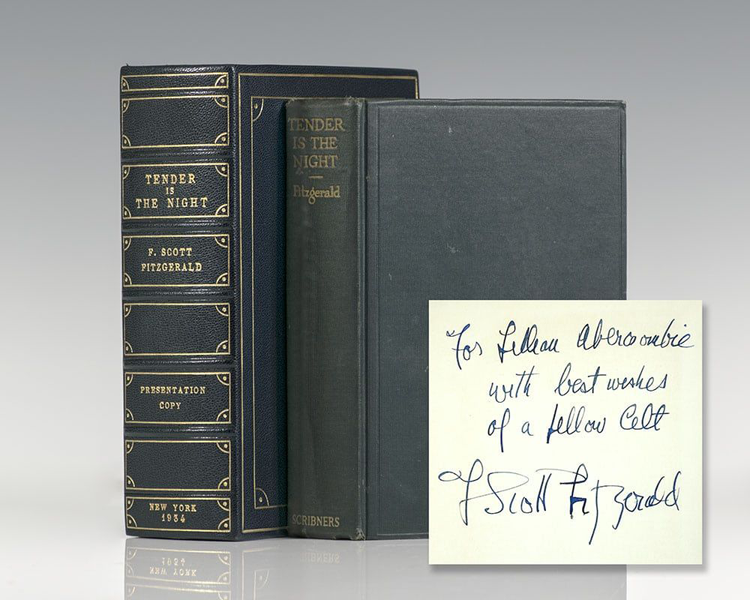 TENDER
IS
THE NIGHT
F. SCOTT
FITZGERALD
PRESENTATION
COPY
NEW YORK
1934
TENDER
IS THE
NIGHT
Fitzgerald
SCRIBNERS
For Lillian Abercrombie
with best wishes
of a fellow Celt
F Scott Fitzgerald